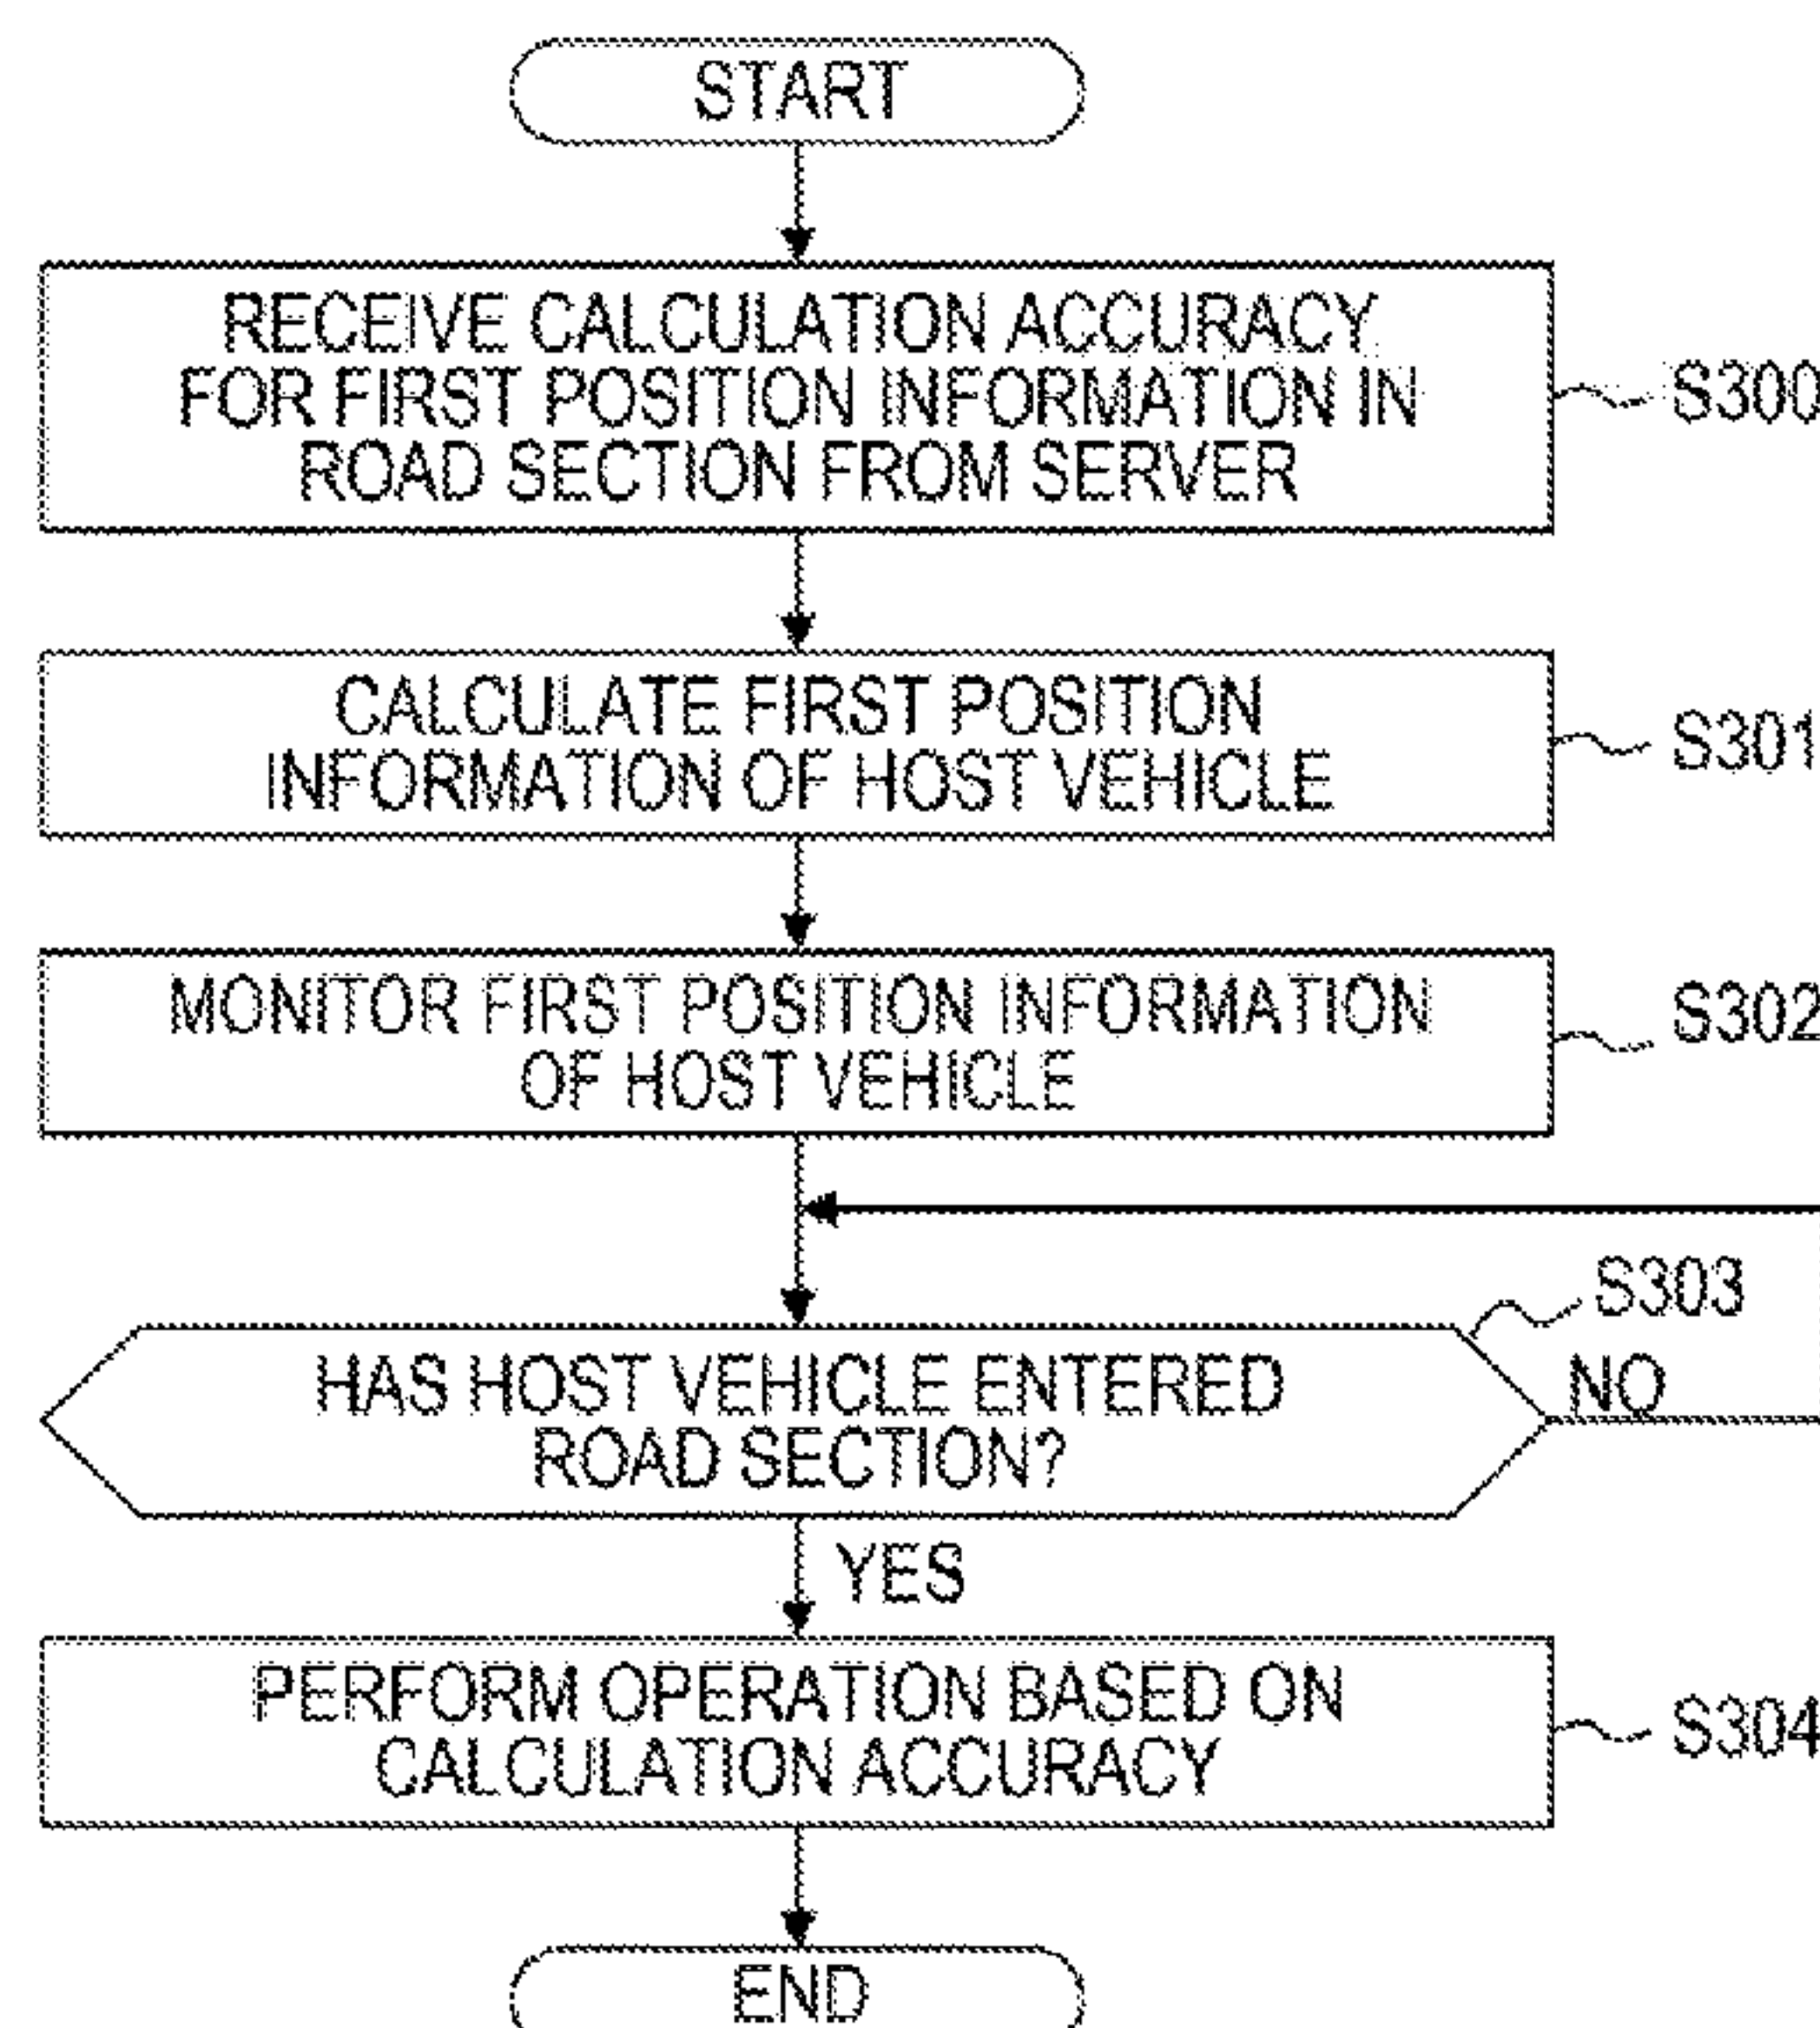 START
RECEIVE CALCULATION ACCURACY
FOR FIRST POSITION INFORMATION IN
ROAD SECTION FROM SERVER
S300
CALCULATE FIRST POSITION
INFORMATION OF HOST VEHICLE
S301
MONITOR FIRST POSITION INFORMATION
OF HOST VEHICLE
S302
S303
HAS HOST VEHICLE ENTERED
ROAD SECTION?
NO
YES
PERFORM OPERATION BASED ON
CALCULATION ACCURACY
S304
END